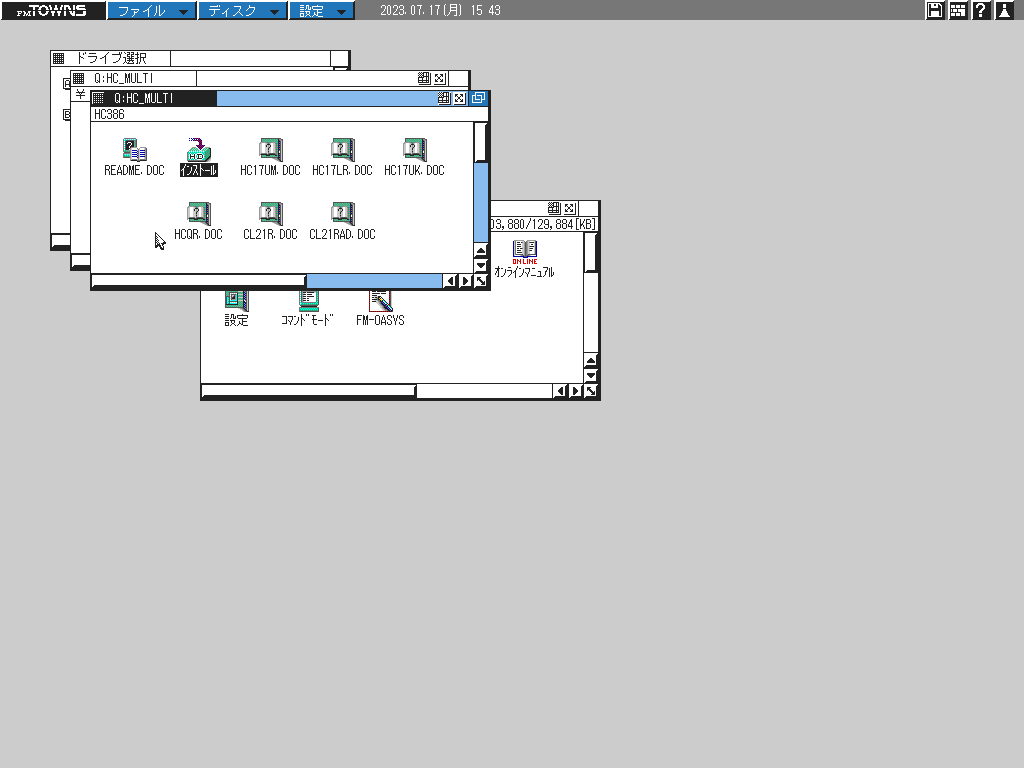 FM TOWNS ファイル ディスク 設定 2023.07.17(月) 15 43
ドライブ選択
Q:HC_MULTI
Q:HC_MULTI
HC386
README.DOC インストール HC17UM.DOC HC17LR.DOC HC17UK.DOC
HCQR.DOC CL21R.DOC CL21RAD.DOC
03,880/129,884[KB]
ONLINE
オンラインマニュアル
設定 コマンドモード FM-OASYS
A
B
¥
HD